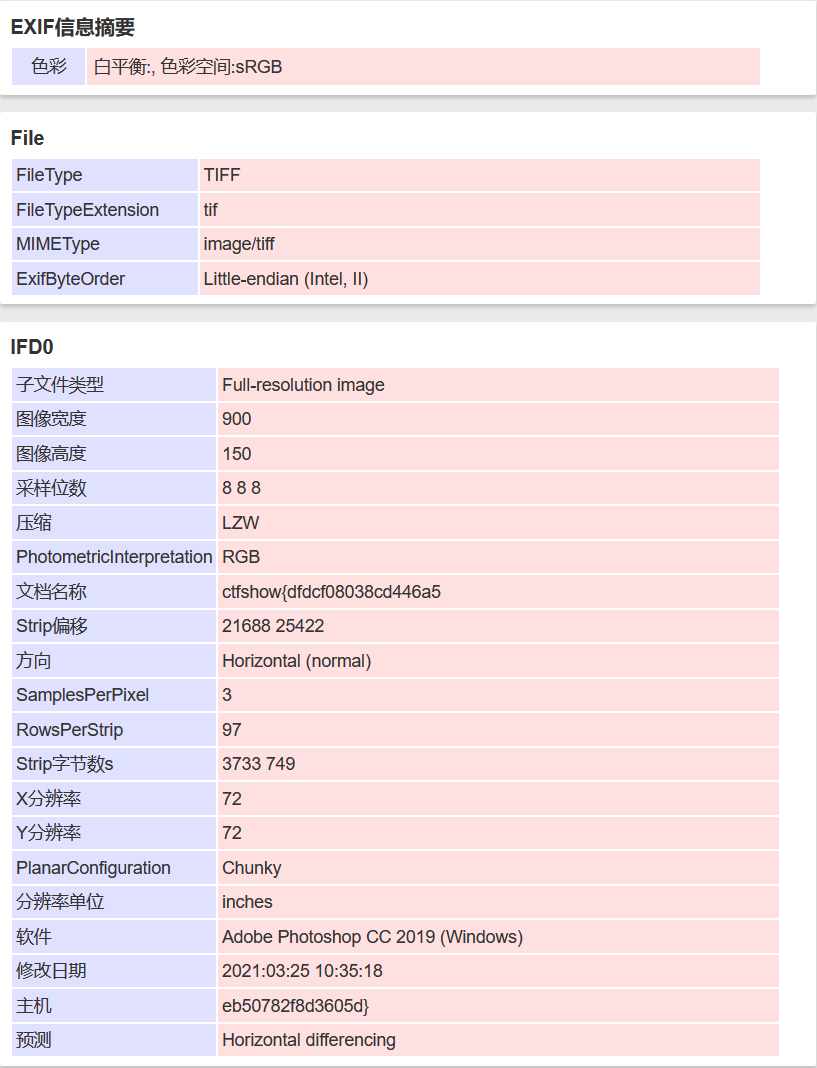 EXIF信息摘要
色彩 白平衡:, 色彩空间:sRGB
File
FileType TIFF
FileTypeExtension tif
MIMEType image/tiff
ExifByteOrder Little-endian (Intel, II)
IFD0
子文件类型 Full-resolution image
图像宽度 900
图像高度 150
采样位数 8 8 8
压缩 LZW
PhotometricInterpretation RGB
文档名称 ctfshow{dfdcf08038cd446a5
Strip偏移 21688 25422
方向 Horizontal (normal)
SamplesPerPixel 3
RowsPerStrip 97
Strip字节数s 3733 749
X分辨率 72
Y分辨率 72
PlanarConfiguration Chunky
分辨率单位 inches
软件 Adobe Photoshop CC 2019 (Windows)
修改日期 2021:03:25 10:35:18
主机 eb50782f8d3605d}
预测 Horizontal differencing